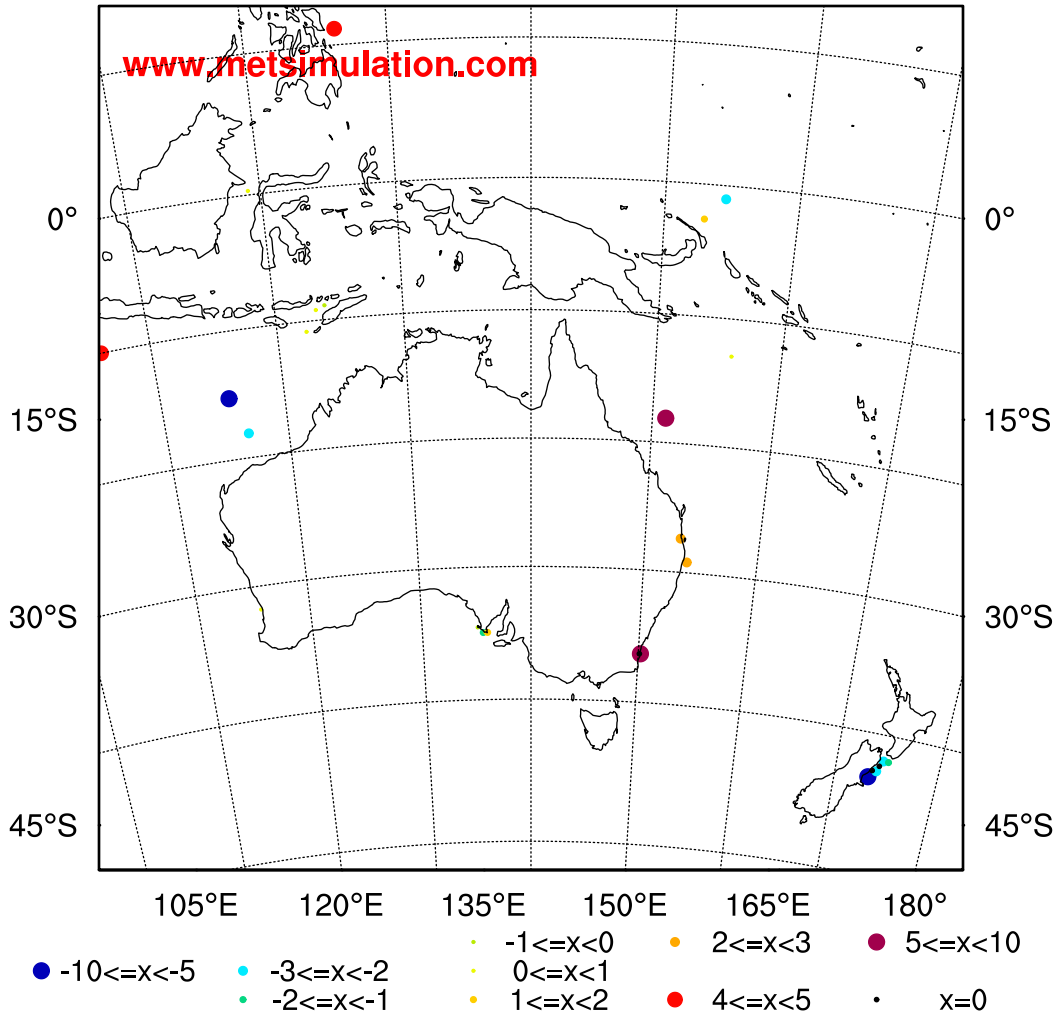 www.metsimulation.com
0° 0°
15°S 15°S
30°S 30°S
45°S 45°S
105°E 120°E 135°E 150°E 165°E 180°
-1<=x<0 2<=x<3 5<=x<10
-10<=x<-5 -3<=x<-2 0<=x<1
-2<=x<-1 1<=x<2 4<=x<5 x=0